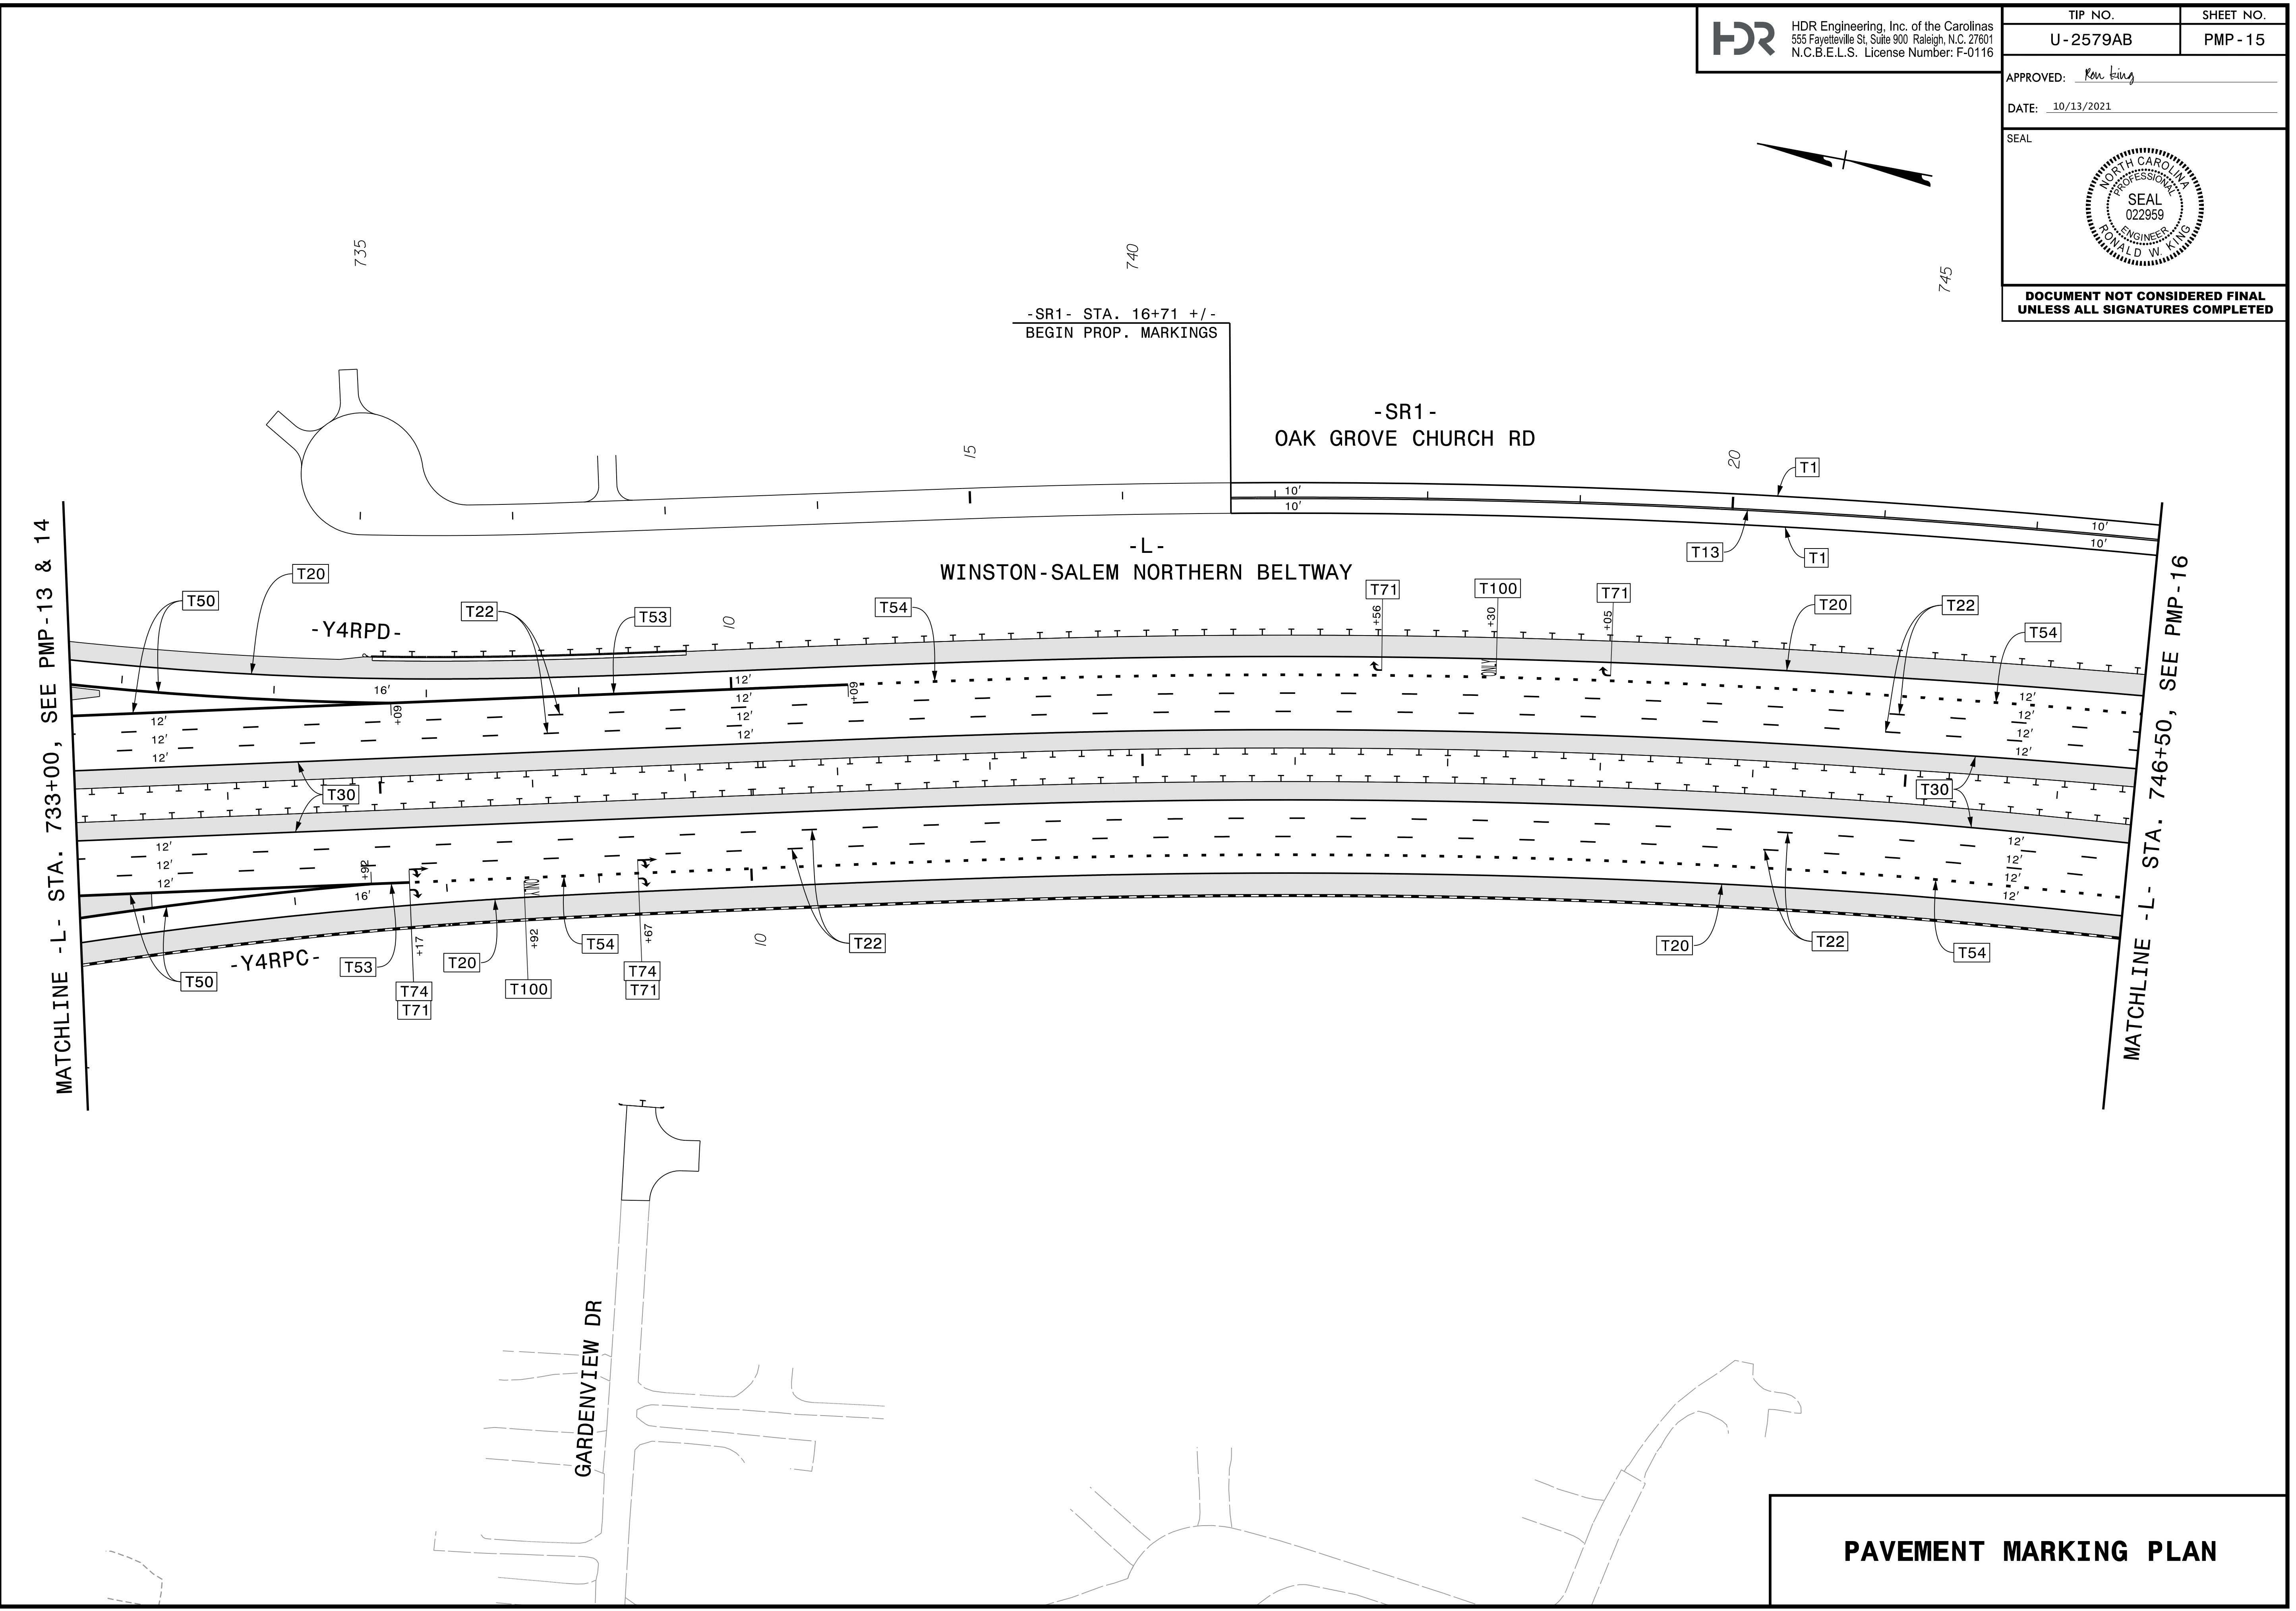 HDR
HDR Engineering, Inc. of the Carolinas
555 Fayetteville St, Suite 900 Raleigh, N.C. 27601
N.C.B.E.L.S. License Number: F-0116
TIP NO.
SHEET NO.
U-2579AB
PMP-15
APPROVED: Ron King
DATE: 10/13/2021
SEAL
NORTH CAROLINA
PROFESSIONAL
SEAL
022959
ENGINEER
RONALD W. KING
DOCUMENT NOT CONSIDERED FINAL
UNLESS ALL SIGNATURES COMPLETED
735
740
745
-SR1- STA. 16+71 +/-
BEGIN PROP. MARKINGS
-SR1-
OAK GROVE CHURCH RD
15
20
T1
10'
10'
10'
10'
T13
T1
-L-
WINSTON-SALEM NORTHERN BELTWAY
MATCHLINE -L- STA. 733+00, SEE PMP-13 & 14
MATCHLINE -L- STA. 746+50, SEE PMP-16
T50
T20
-Y4RPD-
T22
T53
10
T54
T71
+56
T100
+30
T71
+05
T20
T22
T54
ONLY
16'
+09
12'
12'
12'
12'
+09
12'
12'
12'
12'
12'
12'
12'
T30
T30
12'
12'
12'
+92
16'
12'
12'
12'
12'
ONLY
T50
-Y4RPC-
T53
+17
T74
T71
T20
+92
T100
T54
+67
T74
T71
10
T22
T20
T22
T54
GARDENVIEW DR
PAVEMENT MARKING PLAN